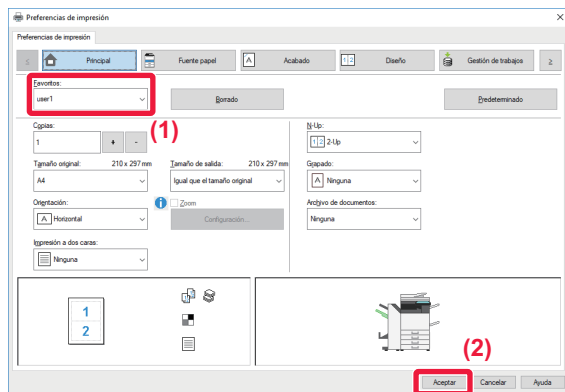 Preferencias de impresión
Preferencias de impresión
Principal
Fuente papel
Acabado
Diseño
Gestión de trabajos
Favoritos:
user1
Borrado
Predeterminado
(1)
Copias:
1
+ -
N-Up:
2-Up
Tamaño original: 210 x 297 mm
A4
Tamaño de salida: 210 x 297 mm
Igual que el tamaño original
Grapado:
Ninguna
Orientación:
Horizontal
Zoom
Configuración...
Archivo de documentos:
Ninguna
Impresión a dos caras:
Ninguna
1
2
(2)
Aceptar
Cancelar
Ayuda